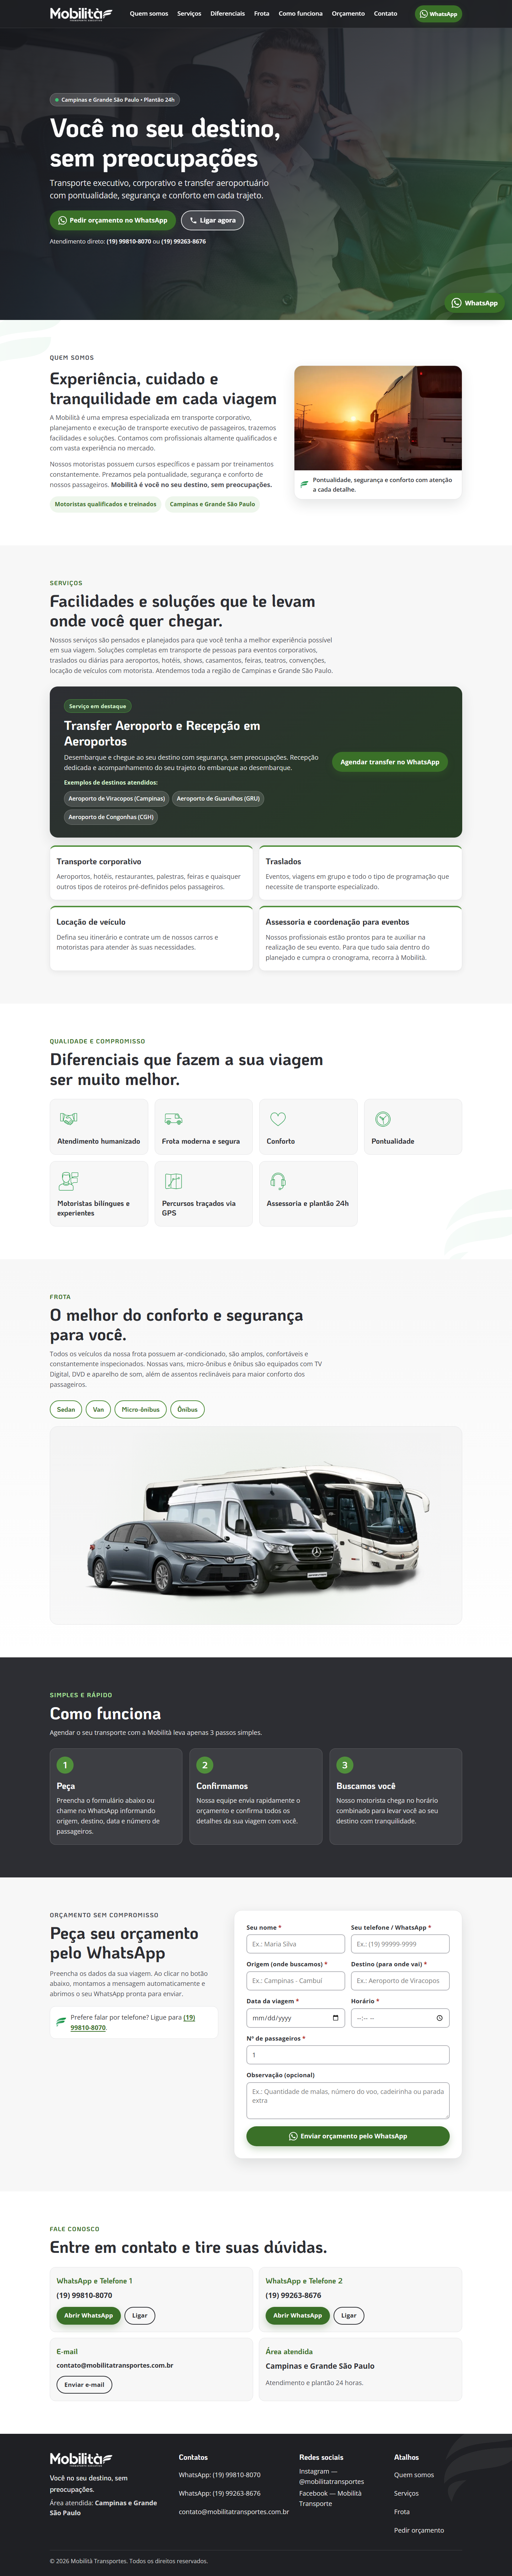 Mobilità
TRANSPORTE EXECUTIVO
Quem somos Serviços Diferenciais Frota Como funciona Orçamento Contato WhatsApp
Campinas e Grande São Paulo • Plantão 24h
Você no seu destino,
sem preocupações
Transporte executivo, corporativo e transfer aeroportuário
com pontualidade, segurança e conforto em cada trajeto.
Pedir orçamento no WhatsApp Ligar agora
Atendimento direto: (19) 99810-8070 ou (19) 99263-8676
WhatsApp
QUEM SOMOS
Experiência, cuidado e
tranquilidade em cada viagem
A Mobilità é uma empresa especializada em transporte corporativo,
planejamento e execução de transporte executivo de passageiros, trazemos
facilidades e soluções. Contamos com profissionais altamente qualificados e
com vasta experiência no mercado.
Nossos motoristas possuem cursos específicos e passam por treinamentos
constantemente. Prezamos pela pontualidade, segurança e conforto de
nossos passageiros. Mobilità é você no seu destino, sem preocupações.
Motoristas qualificados e treinados Campinas e Grande São Paulo
Pontualidade, segurança e conforto com atenção
a cada detalhe.
SERVIÇOS
Facilidades e soluções que te levam
onde você quer chegar.
Nossos serviços são pensados e planejados para que você tenha a melhor experiência possível
em sua viagem. Soluções completas em transporte de pessoas para eventos corporativos,
traslados ou diárias para aeroportos, hotéis, shows, casamentos, feiras, teatros, convenções,
locação de veículos com motorista. Atendemos toda a região de Campinas e Grande São Paulo.
Serviço em destaque
Transfer Aeroporto e Recepção em
Aeroportos
Desembarque e chegue ao seu destino com segurança, sem preocupações. Recepção
dedicada e acompanhamento do seu trajeto do embarque ao desembarque.
Exemplos de destinos atendidos:
Aeroporto de Viracopos (Campinas) Aeroporto de Guarulhos (GRU)
Aeroporto de Congonhas (CGH)
Agendar transfer no WhatsApp
Transporte corporativo
Aeroportos, hotéis, restaurantes, palestras, feiras e quaisquer
outros tipos de roteiros pré-definidos pelos passageiros.
Traslados
Eventos, viagens em grupo e todo o tipo de programação que
necessite de transporte especializado.
Locação de veículo
Defina seu itinerário e contrate um de nossos carros e
motoristas para atender às suas necessidades.
Assessoria e coordenação para eventos
Nossos profissionais estão prontos para te auxiliar na
realização de seu evento. Para que tudo saia dentro do
planejado e cumpra o cronograma, recorra à Mobilità.
QUALIDADE E COMPROMISSO
Diferenciais que fazem a sua viagem
ser muito melhor.
Atendimento humanizado
Frota moderna e segura
Conforto
Pontualidade
Motoristas bilíngues e
experientes
Percursos traçados via
GPS
Assessoria e plantão 24h
FROTA
O melhor do conforto e segurança
para você.
Todos os veículos da nossa frota possuem ar-condicionado, são amplos, confortáveis e
constantemente inspecionados. Nossas vans, micro-ônibus e ônibus são equipados com TV
Digital, DVD e aparelho de som, além de assentos reclináveis para maior conforto dos
passageiros.
Sedan Van Micro-ônibus Ônibus
SIMPLES E RÁPIDO
Como funciona
Agendar o seu transporte com a Mobilità leva apenas 3 passos simples.
1
Peça
Preencha o formulário abaixo ou
chame no WhatsApp informando
origem, destino, data e número de
passageiros.
2
Confirmamos
Nossa equipe envia rapidamente o
orçamento e confirma todos os
detalhes da sua viagem com você.
3
Buscamos você
Nosso motorista chega no horário
combinado para levar você ao seu
destino com tranquilidade.
ORÇAMENTO SEM COMPROMISSO
Peça seu orçamento
pelo WhatsApp
Preencha os dados da sua viagem. Ao clicar no botão
abaixo, montamos a mensagem automaticamente e
abrimos o seu WhatsApp pronta para enviar.
Prefere falar por telefone? Ligue para (19)
99810-8070.
Seu nome *
Ex.: Maria Silva
Seu telefone / WhatsApp *
Ex.: (19) 99999-9999
Origem (onde buscamos) *
Ex.: Campinas - Cambuí
Destino (para onde vai) *
Ex.: Aeroporto de Viracopos
Data da viagem *
mm/dd/yyyy
Horário *
--:-- --
Nº de passageiros *
1
Observação (opcional)
Ex.: Quantidade de malas, número do voo, cadeirinha ou parada
extra
Enviar orçamento pelo WhatsApp
FALE CONOSCO
Entre em contato e tire suas dúvidas.
WhatsApp e Telefone 1
(19) 99810-8070
Abrir WhatsApp Ligar
WhatsApp e Telefone 2
(19) 99263-8676
Abrir WhatsApp Ligar
E-mail
contato@mobilitatransportes.com.br
Enviar e-mail
Área atendida
Campinas e Grande São Paulo
Atendimento e plantão 24 horas.
Mobilità
Você no seu destino, sem
preocupações.
Área atendida: Campinas e Grande
São Paulo
Contatos
WhatsApp: (19) 99810-8070
WhatsApp: (19) 99263-8676
contato@mobilitatransportes.com.br
Redes sociais
Instagram —
@mobilitatransportes
Facebook — Mobilità
Transporte
Atalhos
Quem somos
Serviços
Frota
Pedir orçamento
© 2026 Mobilità Transportes. Todos os direitos reservados.